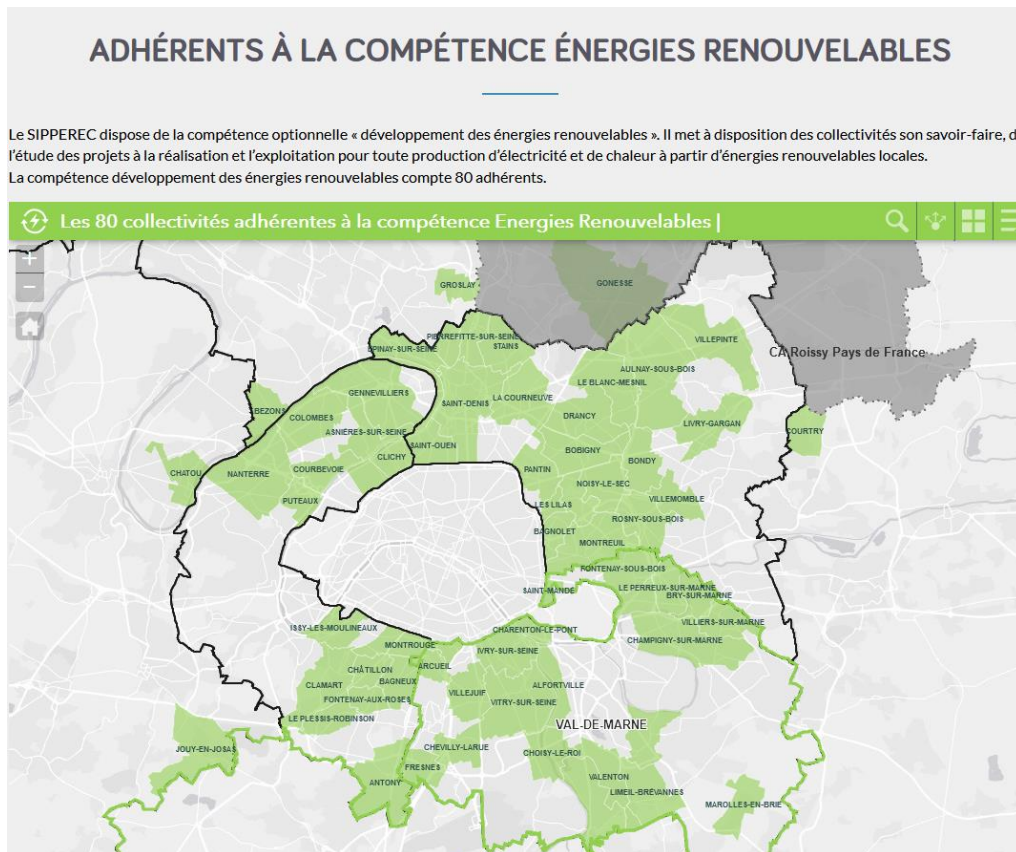 ADHÉRENTS À LA COMPÉTENCE ÉNERGIES RENOUVELABLES
Le SIPPEREC dispose de la compétence optionnelle « développement des énergies renouvelables ». Il met à disposition des collectivités son savoir-faire, d
l'étude des projets à la réalisation et l'exploitation pour toute production d'électricité et de chaleur à partir d'énergies renouvelables locales.
La compétence développement des énergies renouvelables compte 80 adhérents.
Les 80 collectivités adhérentes à la compétence Energies Renouvelables |
+
−
GROSLAY
GONESSE
PIERREFITTE-SUR-SEINE
VILLEPINTE
STAINS
EPINAY-SUR-SEINE
CA Roissy Pays de France
AULNAY-SOUS-BOIS
LE BLANC-MESNIL
GENNEVILLIERS
LA COURNEUVE
SAINT-DENIS
BEZONS
COLOMBES
DRANCY
LIVRY-GARGAN
COURTRY
ASNIÈRES-SUR-SEINE
SAINT-OUEN
BOBIGNY
CLICHY
BONDY
CHATOU
NANTERRE
COURBEVOIE
PANTIN
NOISY-LE-SEC
VILLEMOMBLE
PUTEAUX
LES LILAS
ROSNY-SOUS-BOIS
BAGNOLET
MONTREUIL
FONTENAY-SOUS-BOIS
SAINT-MANDÉ
LE PERREUX-SUR-MARNE
BRY-SUR-MARNE
VILLIERS-SUR-MARNE
ISSY-LES-MOULINEAUX
CHARENTON-LE-PONT
CHAMPIGNY-SUR-MARNE
MONTROUGE
IVRY-SUR-SEINE
CHÂTILLON
ARCUEIL
BAGNEUX
CLAMART
VILLEJUIF
ALFORTVILLE
FONTENAY-AUX-ROSES
VITRY-SUR-SEINE
LE PLESSIS-ROBINSON
VAL-DE-MARNE
JOUY-EN-JOSAS
CHEVILLY-LARUE
CHOISY-LE-ROI
FRESNES
ANTONY
VALENTON
LIMEIL-BRÉVANNES
MAROLLES-EN-BRIE